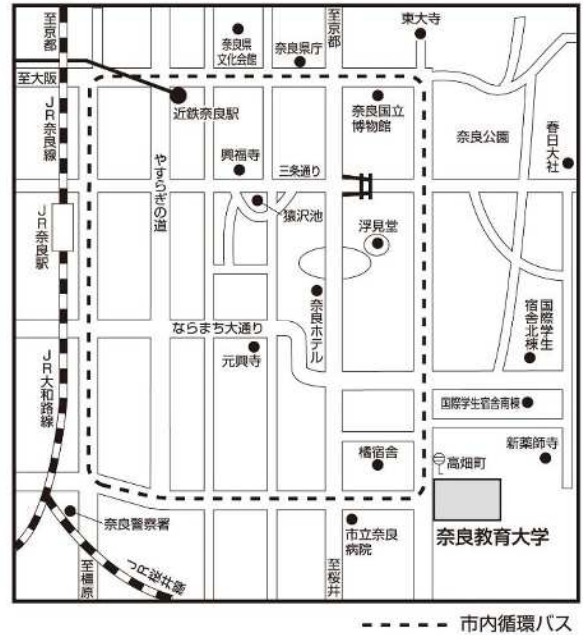 至京都
至京都
東大寺
奈良県
文化会館
奈良県庁
至大阪
近鉄奈良駅
奈良国立
博物館
奈良公園
春日大社
JR奈良線
やすらぎの道
興福寺
三条通り
猿沢池
浮見堂
JR奈良駅
奈良ホテル
ならまち大通り
元興寺
国際学生
宿舎北棟
JR大和路線
国際学生宿舎南棟
橘宿舎
高畑町
新薬師寺
奈良警察署
市立奈良
病院
奈良教育大学
至橿原
JR桜井線
至桜井
市内循環バス